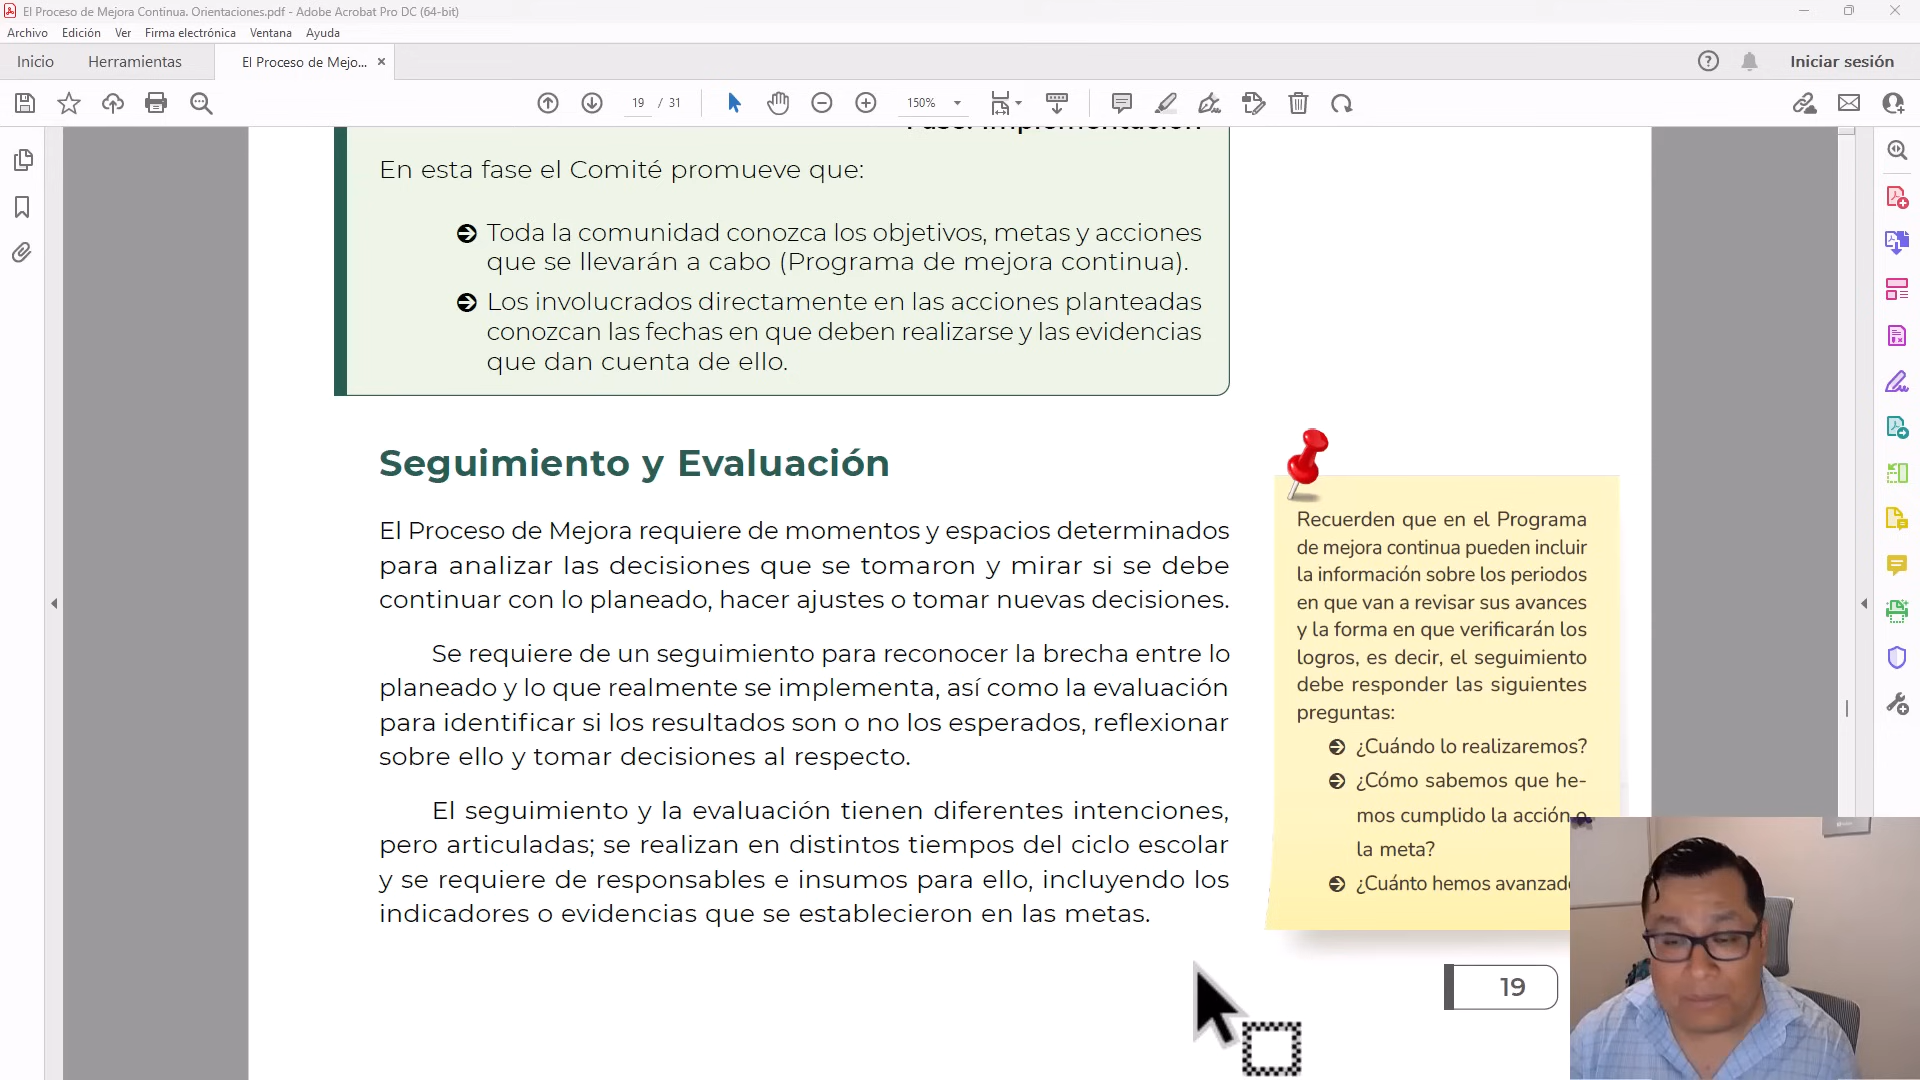 El Proceso de Mejora Continua. Orientaciones.pdf - Adobe Acrobat Pro DC (64-bit)
Archivo Edición Ver Firma electrónica Ventana Ayuda
Inicio Herramientas El Proceso de Mejo... × Iniciar sesión
19 / 31 150%
Fase: Implementación
En esta fase el Comité promueve que:
Toda la comunidad conozca los objetivos, metas y acciones
que se llevarán a cabo (Programa de mejora continua).
Los involucrados directamente en las acciones planteadas
conozcan las fechas en que deben realizarse y las evidencias
que dan cuenta de ello.
Seguimiento y Evaluación
El Proceso de Mejora requiere de momentos y espacios determinados
para analizar las decisiones que se tomaron y mirar si se debe
continuar con lo planeado, hacer ajustes o tomar nuevas decisiones.
Se requiere de un seguimiento para reconocer la brecha entre lo
planeado y lo que realmente se implementa, así como la evaluación
para identificar si los resultados son o no los esperados, reflexionar
sobre ello y tomar decisiones al respecto.
El seguimiento y la evaluación tienen diferentes intenciones,
pero articuladas; se realizan en distintos tiempos del ciclo escolar
y se requiere de responsables e insumos para ello, incluyendo los
indicadores o evidencias que se establecieron en las metas.
Recuerden que en el Programa
de mejora continua pueden incluir
la información sobre los periodos
en que van a revisar sus avances
y la forma en que verificarán los
logros, es decir, el seguimiento
debe responder las siguientes
preguntas:
¿Cuándo lo realizaremos?
¿Cómo sabemos que he-
mos cumplido la acción o
la meta?
¿Cuánto hemos avanzad
19